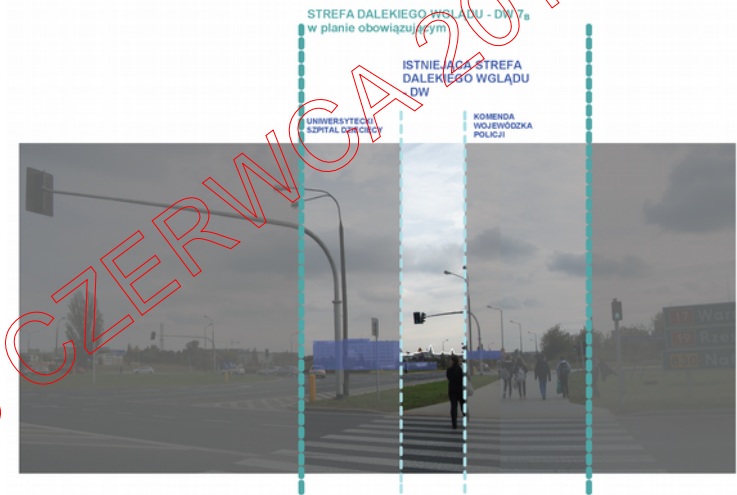 STREFA DALEKIEGO WGLĄDU - DW 7B
w planie obowiązującym
ISTNIEJĄCA STREFA
DALEKIEGO WGLĄDU
- DW
UNIWERSYTECKI
SZPITAL DZIECIĘCY
KOMENDA
WOJEWÓDZKA
POLICJI
CZERWCA 20